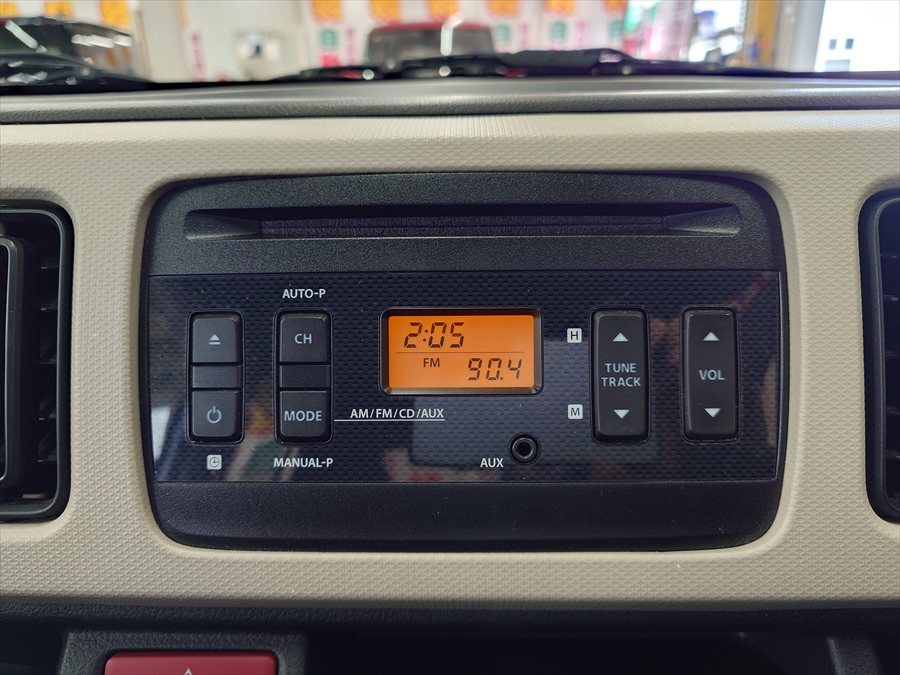 AUTO-P
CH
2:05
FM
90.4
H
TUNE
TRACK
VOL
MODE
AM/FM/CD/AUX
M
MANUAL-P
AUX